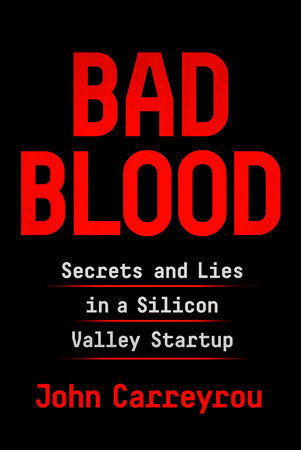 BAD
BLOOD
Secrets and Lies
in a Silicon
Valley Startup
John Carreyrou